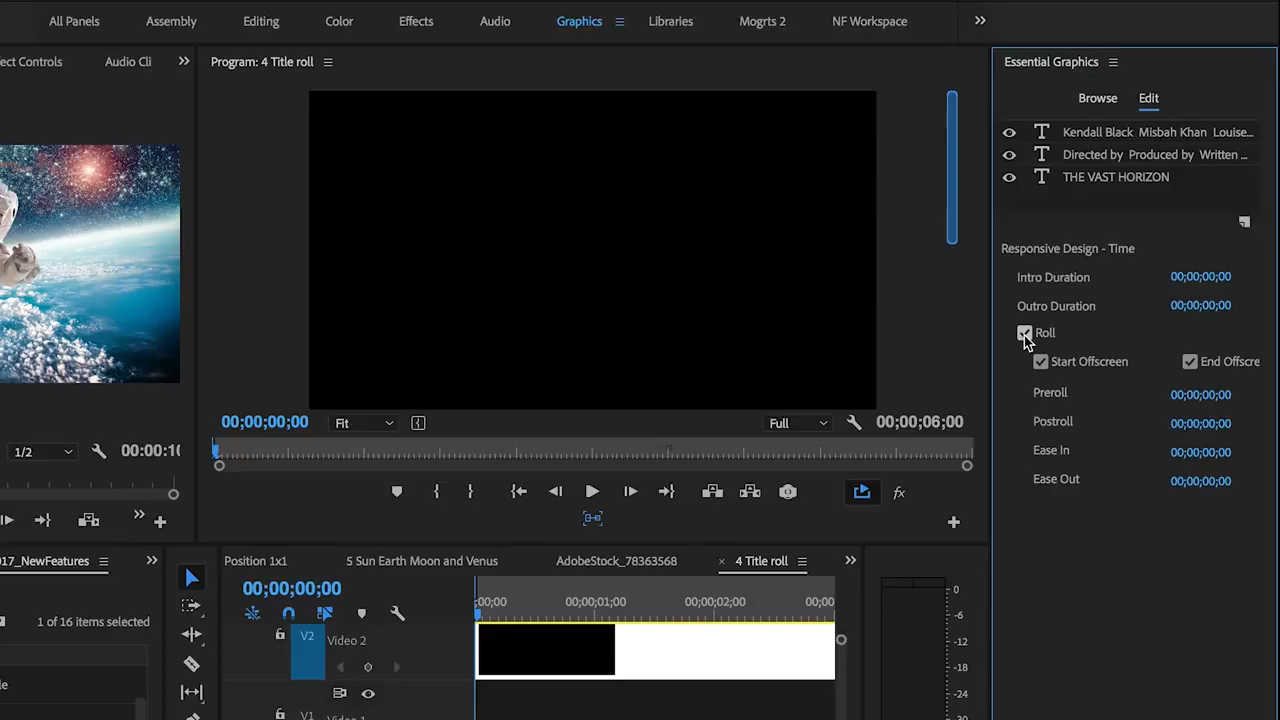 All Panels Assembly Editing Color Effects Audio Graphics Libraries Mogrts 2 NF Workspace
ect Controls Audio Cli Program: 4 Title roll Essential Graphics
Browse Edit
Kendall Black Misbah Khan Louise...
Directed by Produced by Written ...
THE VAST HORIZON
Responsive Design - Time
Intro Duration 00;00;00;00
Outro Duration 00;00;00;00
Roll
Start Offscreen End Offscre
Preroll 00;00;00;00
Postroll 00;00;00;00
Ease In 00;00;00;00
Ease Out 00;00;00;00
00;00;00;00 Fit Full 00;00;06;00
1/2 00:00:10
fx
17_NewFeatures Position 1x1 5 Sun Earth Moon and Venus AdobeStock_78363568 × 4 Title roll
00;00;00;00
;00;00 00;00;01;00 00;00;02;00 00;00
1 of 16 items selected
V2 Video 2
le
V1 Video 1
0
-6
-12
-18
-24
-30